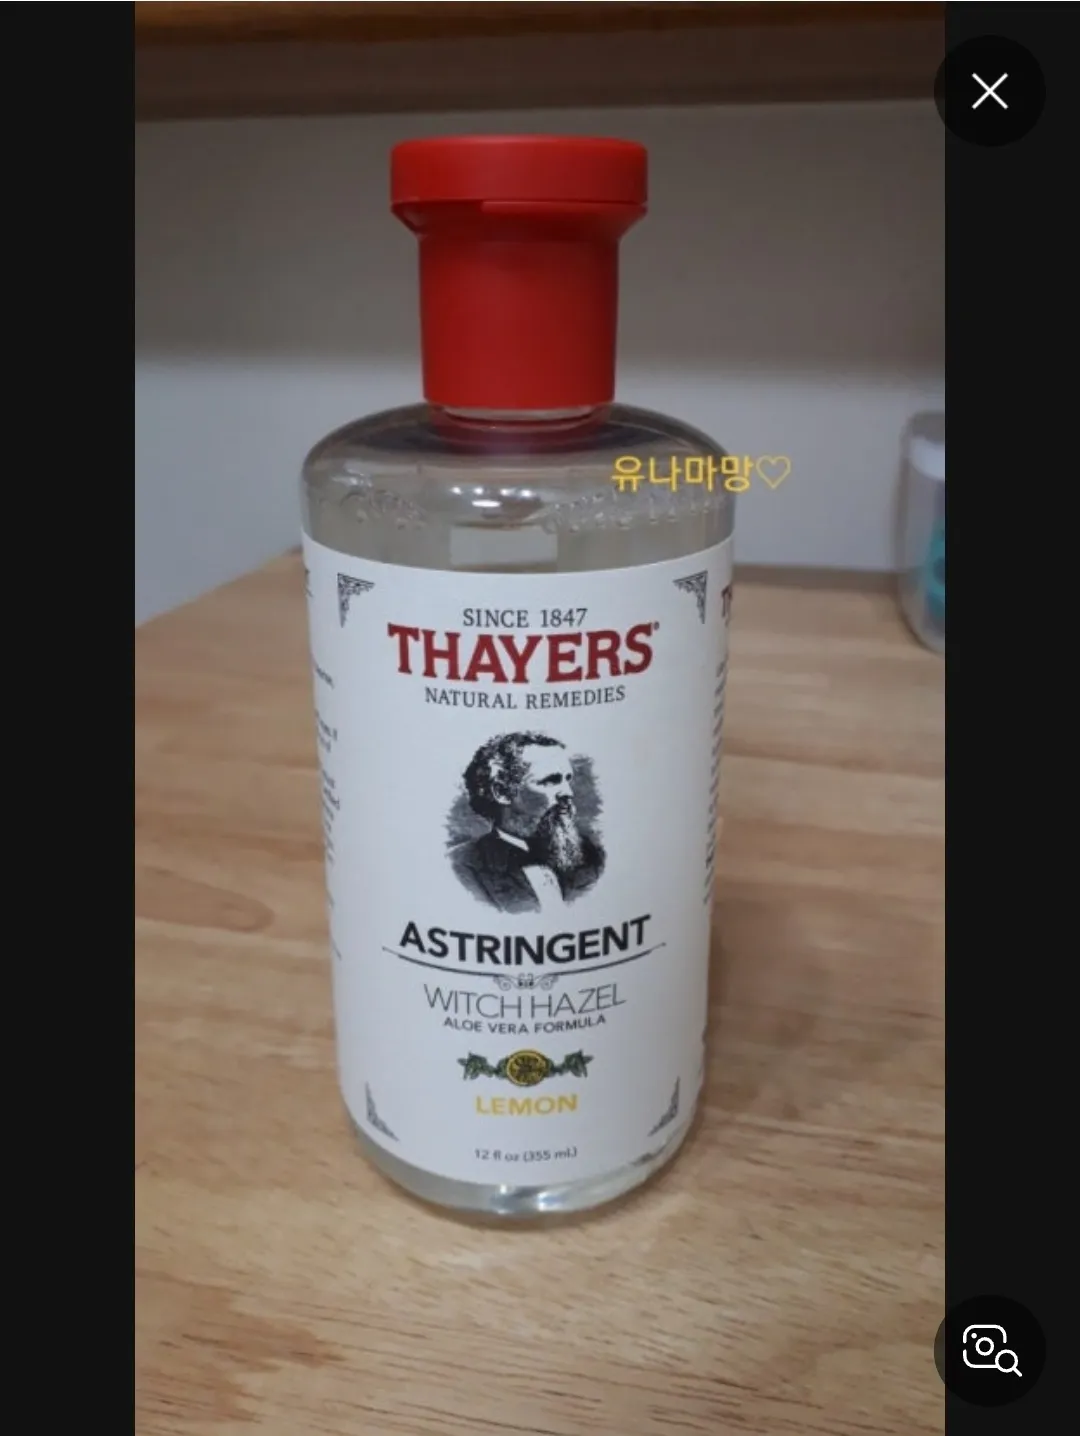 유나마망♡
SINCE 1847
THAYERS®
NATURAL REMEDIES
ASTRINGENT
WITCH HAZEL
ALOE VERA FORMULA
LEMON
12 fl oz (355 mL)